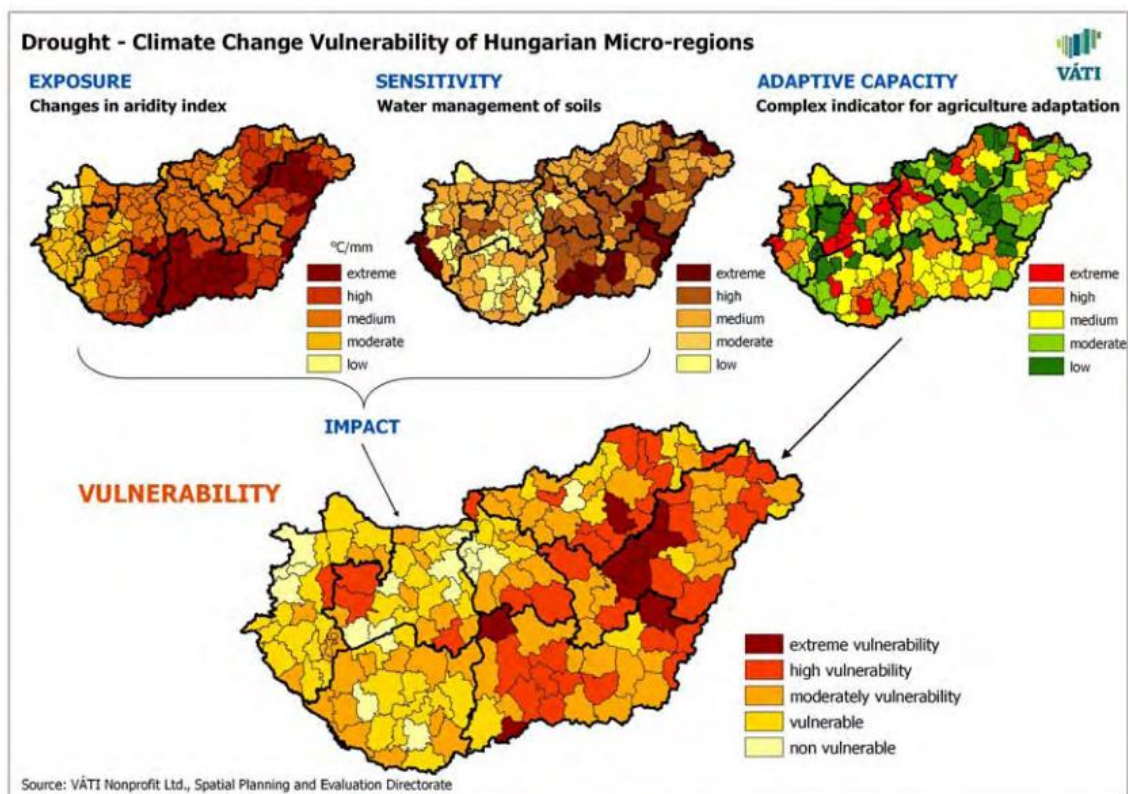 Drought - Climate Change Vulnerability of Hungarian Micro-regions
VÁTI
EXPOSURE
Changes in aridity index
SENSITIVITY
Water management of soils
ADAPTIVE CAPACITY
Complex indicator for agriculture adaptation
°C/mm
extreme
high
medium
moderate
low
extreme
high
medium
moderate
low
extreme
high
medium
moderate
low
IMPACT
VULNERABILITY
extreme vulnerability
high vulnerability
moderately vulnerability
vulnerable
non vulnerable
Source: VÁTI Nonprofit Ltd., Spatial Planning and Evaluation Directorate